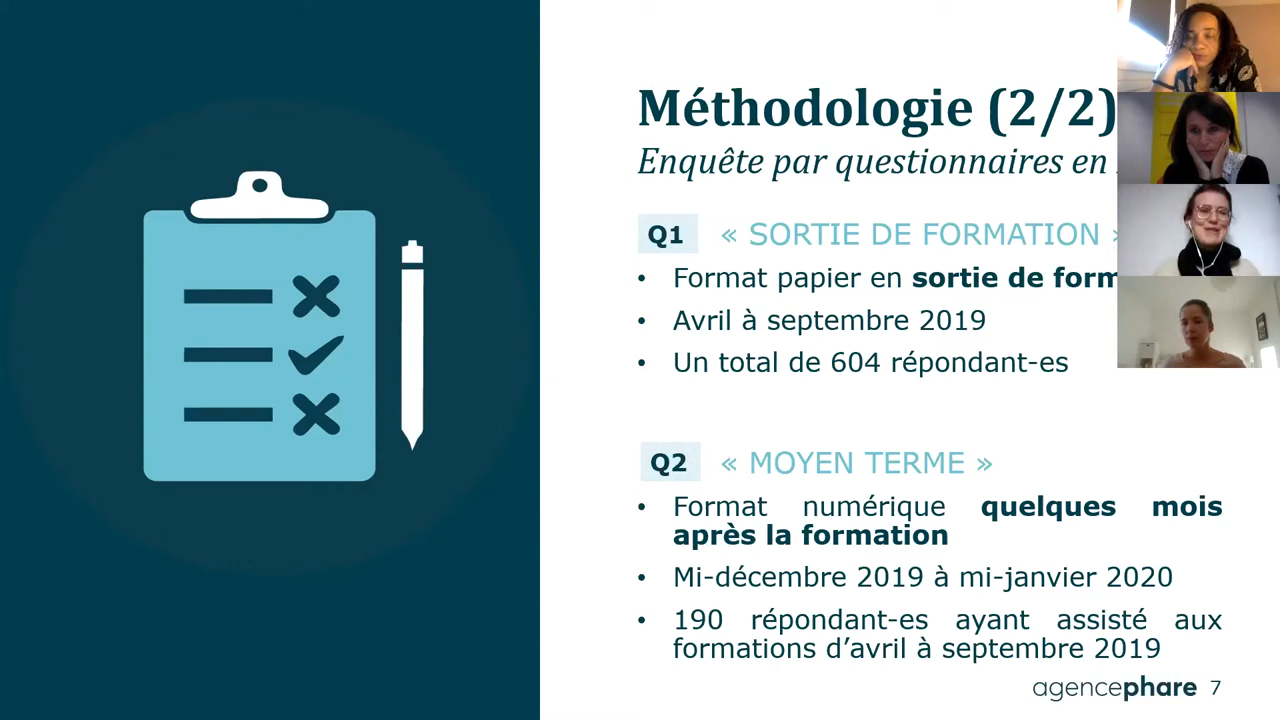 Méthodologie (2/2)
Enquête par questionnaires en
Q1 « SORTIE DE FORMATION »
• Format papier en sortie de form
• Avril à septembre 2019
• Un total de 604 répondant-es
Q2 « MOYEN TERME »
• Format numérique quelques mois
après la formation
• Mi-décembre 2019 à mi-janvier 2020
• 190 répondant-es ayant assisté aux
formations d’avril à septembre 2019
agencephare 7